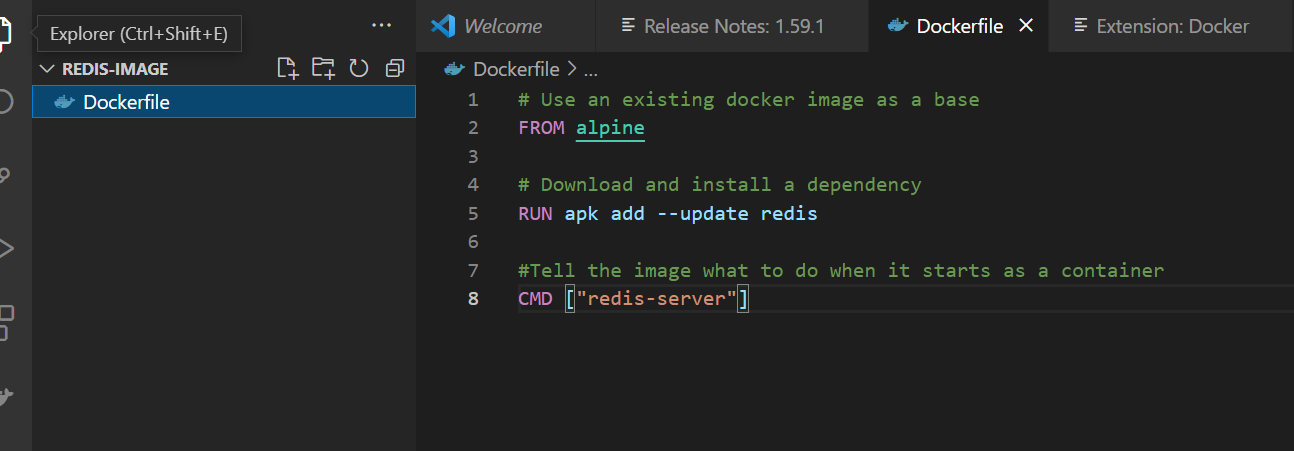 Explorer (Ctrl+Shift+E)
...
REDIS-IMAGE
Dockerfile
Welcome
Release Notes: 1.59.1
Dockerfile
Extension: Docker
Dockerfile > ...
1 # Use an existing docker image as a base
2 FROM alpine
3
4 # Download and install a dependency
5 RUN apk add --update redis
6
7 #Tell the image what to do when it starts as a container
8 CMD ["redis-server"]